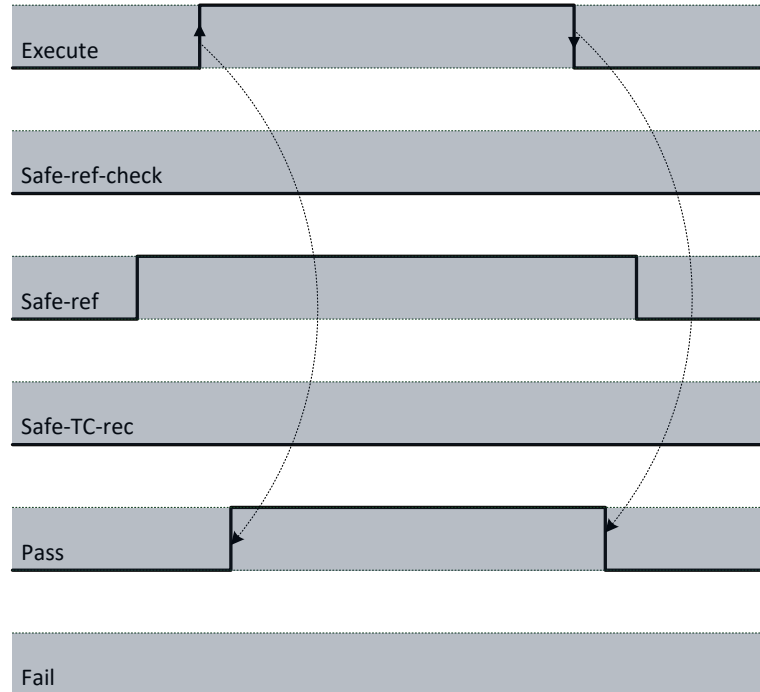 Execute
Safe-ref-check
Safe-ref
Safe-TC-rec
Pass
Fail